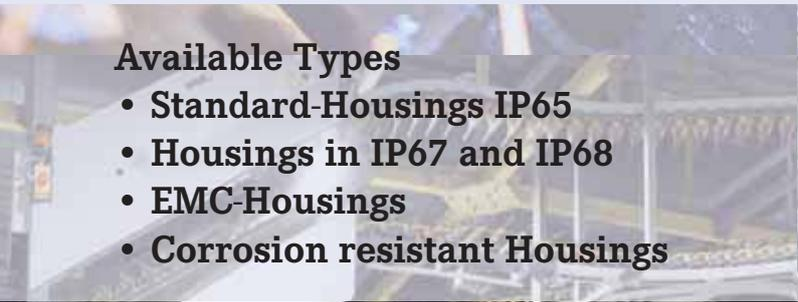 Available Types
• Standard-Housings IP65
• Housings in IP67 and IP68
• EMC-Housings
• Corrosion resistant Housings